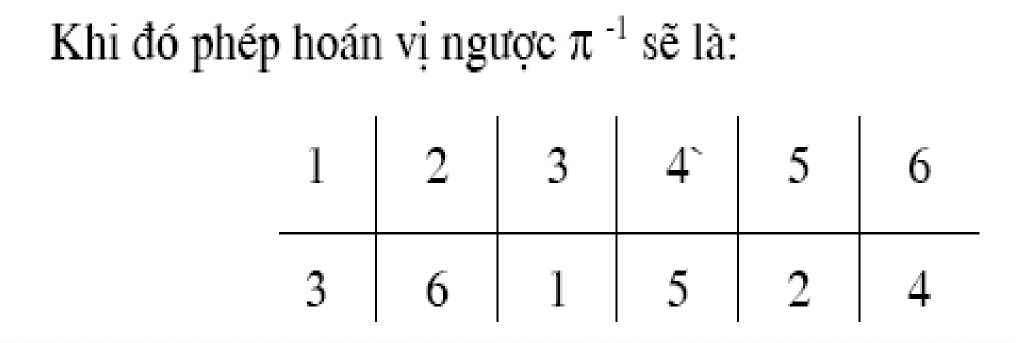 Khi đó phép hoán vị ngược π ⁻¹ sẽ là:
1 2 3 4` 5 6
3 6 1 5 2 4